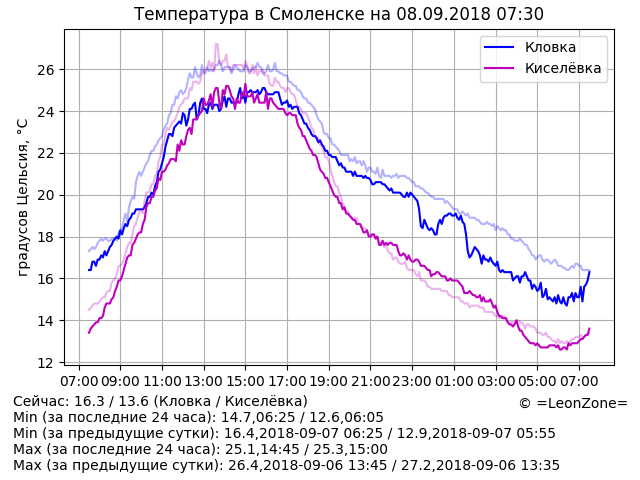 Температура в Смоленске на 08.09.2018 07:30
Кловка
Киселёвка
градусов Цельсия, °C
26
24
22
20
18
16
14
12
07:00 09:00 11:00 13:00 15:00 17:00 19:00 21:00 23:00 01:00 03:00 05:00 07:00
Сейчас: 16.3 / 13.6 (Кловка / Киселёвка)
© =LeonZone=
Min (за последние 24 часа): 14.7,06:25 / 12.6,06:05
Min (за предыдущие сутки): 16.4,2018-09-07 06:25 / 12.9,2018-09-07 05:55
Max (за последние 24 часа): 25.1,14:45 / 25.3,15:00
Max (за предыдущие сутки): 26.4,2018-09-06 13:45 / 27.2,2018-09-06 13:35